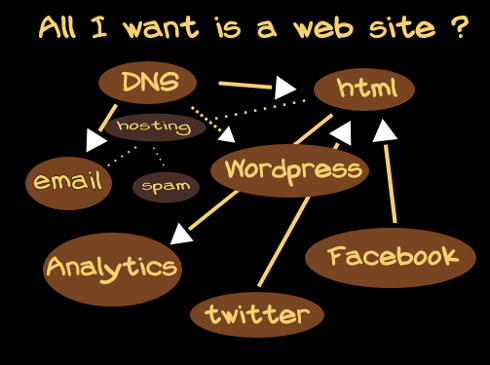 All I want is a web site ?
DNS
html
hosting
Wordpress
email
spam
Analytics
Facebook
twitter